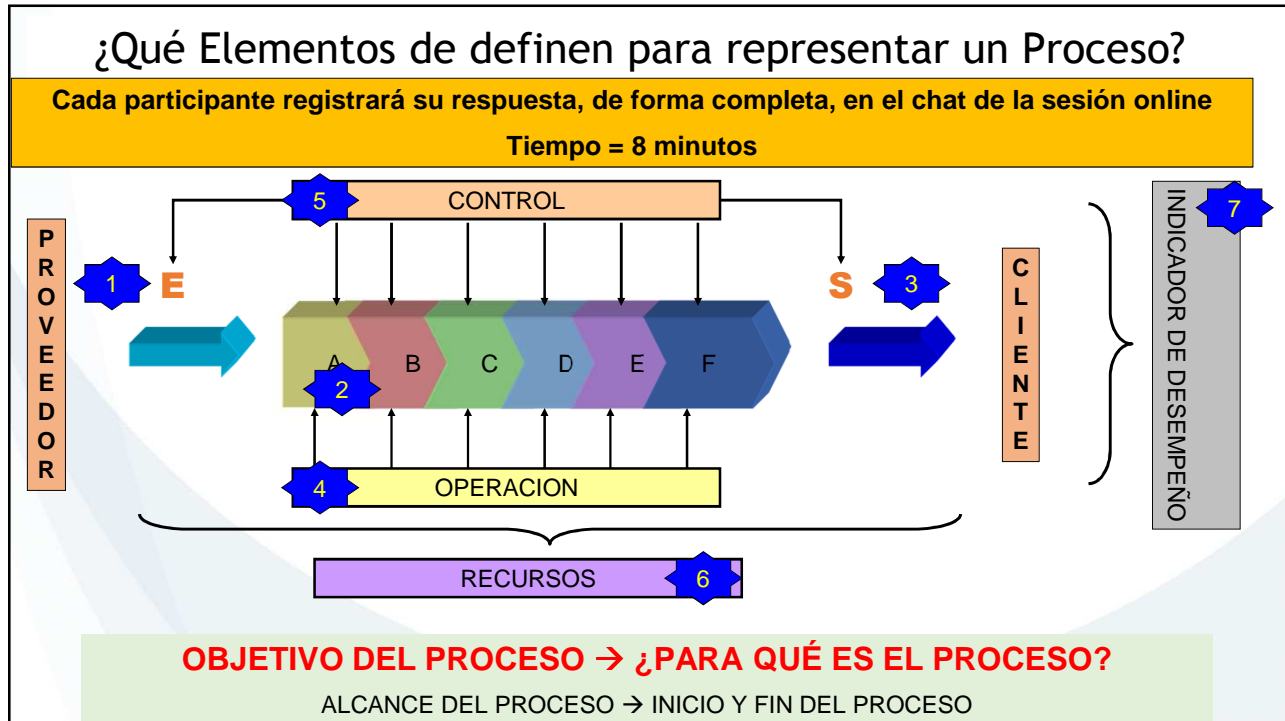 ¿Qué Elementos de definen para representar un Proceso?
Cada participante registrará su respuesta, de forma completa, en el chat de la sesión online
Tiempo = 8 minutos
5
CONTROL
7
INDICADOR DE DESEMPEÑO
PROVEEDOR
1
E
S
3
CLIENTE
A
B
C
D
E
F
2
4
OPERACION
RECURSOS
6
OBJETIVO DEL PROCESO → ¿PARA QUÉ ES EL PROCESO?
ALCANCE DEL PROCESO → INICIO Y FIN DEL PROCESO